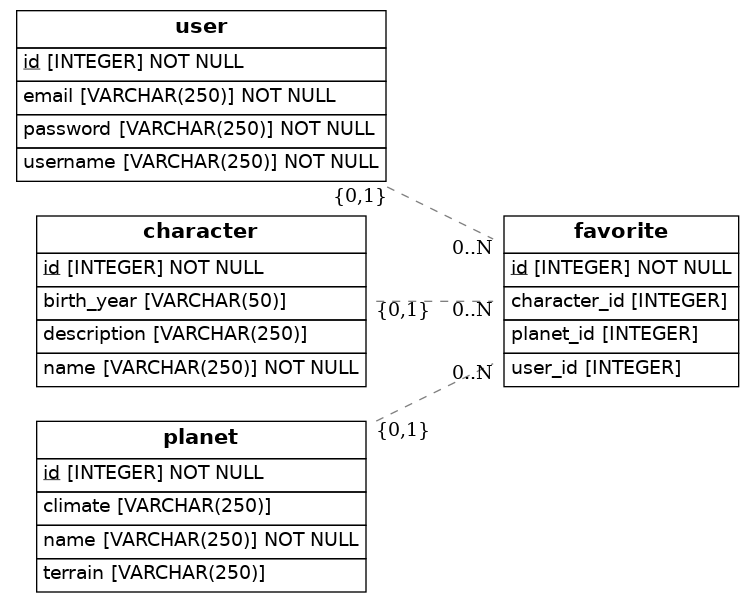 user
id [INTEGER] NOT NULL
email [VARCHAR(250)] NOT NULL
password [VARCHAR(250)] NOT NULL
username [VARCHAR(250)] NOT NULL
{0,1}
0..N
character
id [INTEGER] NOT NULL
birth_year [VARCHAR(50)]
description [VARCHAR(250)]
name [VARCHAR(250)] NOT NULL
{0,1}
0..N
favorite
id [INTEGER] NOT NULL
character_id [INTEGER]
planet_id [INTEGER]
user_id [INTEGER]
0..N
{0,1}
planet
id [INTEGER] NOT NULL
climate [VARCHAR(250)]
name [VARCHAR(250)] NOT NULL
terrain [VARCHAR(250)]